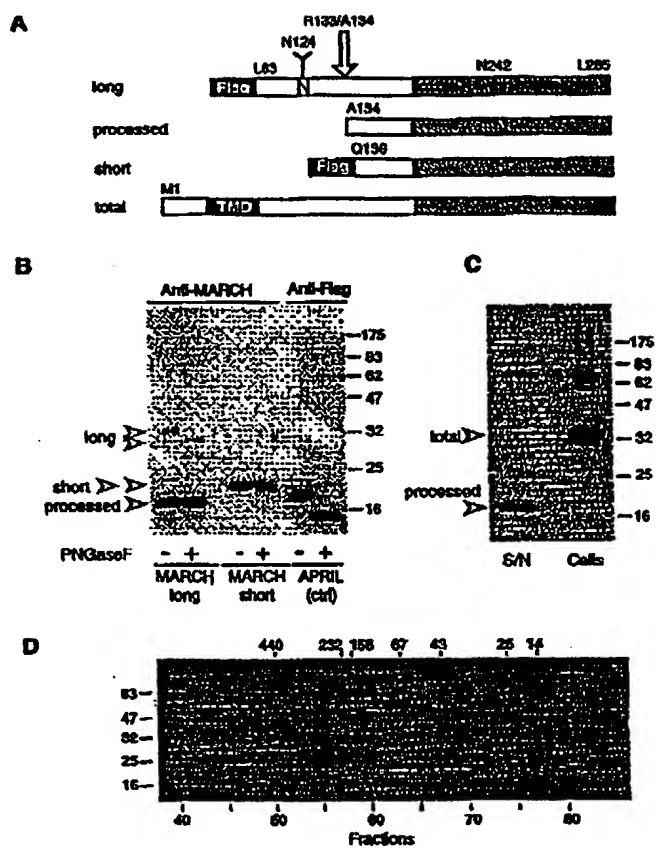 A
R133/A134
N124
L83
N242
L285
long
Flag
A134
processed
Q136
short
Flag
M1
total
TMD
B
C
Anti-MARCH
Anti-Flag
175
83
62
47
32
25
16
long
short
processed
PNGaseF
- + - + - +
MARCH long
MARCH short
APRIL (ctrl)
175
83
62
47
32
25
16
total
processed
S/N
Cells
D
440
232
158
67
43
25
14
83
47
32
25
16
40
50
60
70
80
Fractions